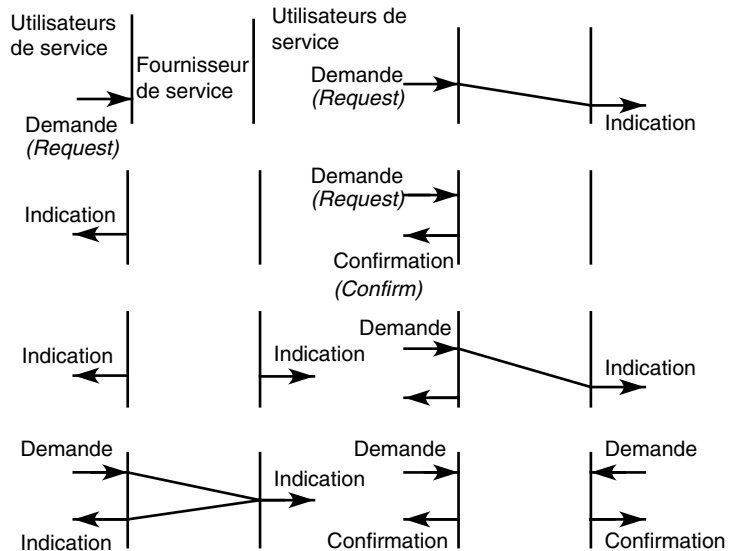 Utilisateurs
de service
Fournisseur
de service
Utilisateurs de
service
Demande
(Request)
Demande
(Request)
Indication
Indication
Demande
(Request)
Confirmation
(Confirm)
Indication
Indication
Demande
Indication
Demande
Indication
Indication
Demande
Confirmation
Demande
Confirmation